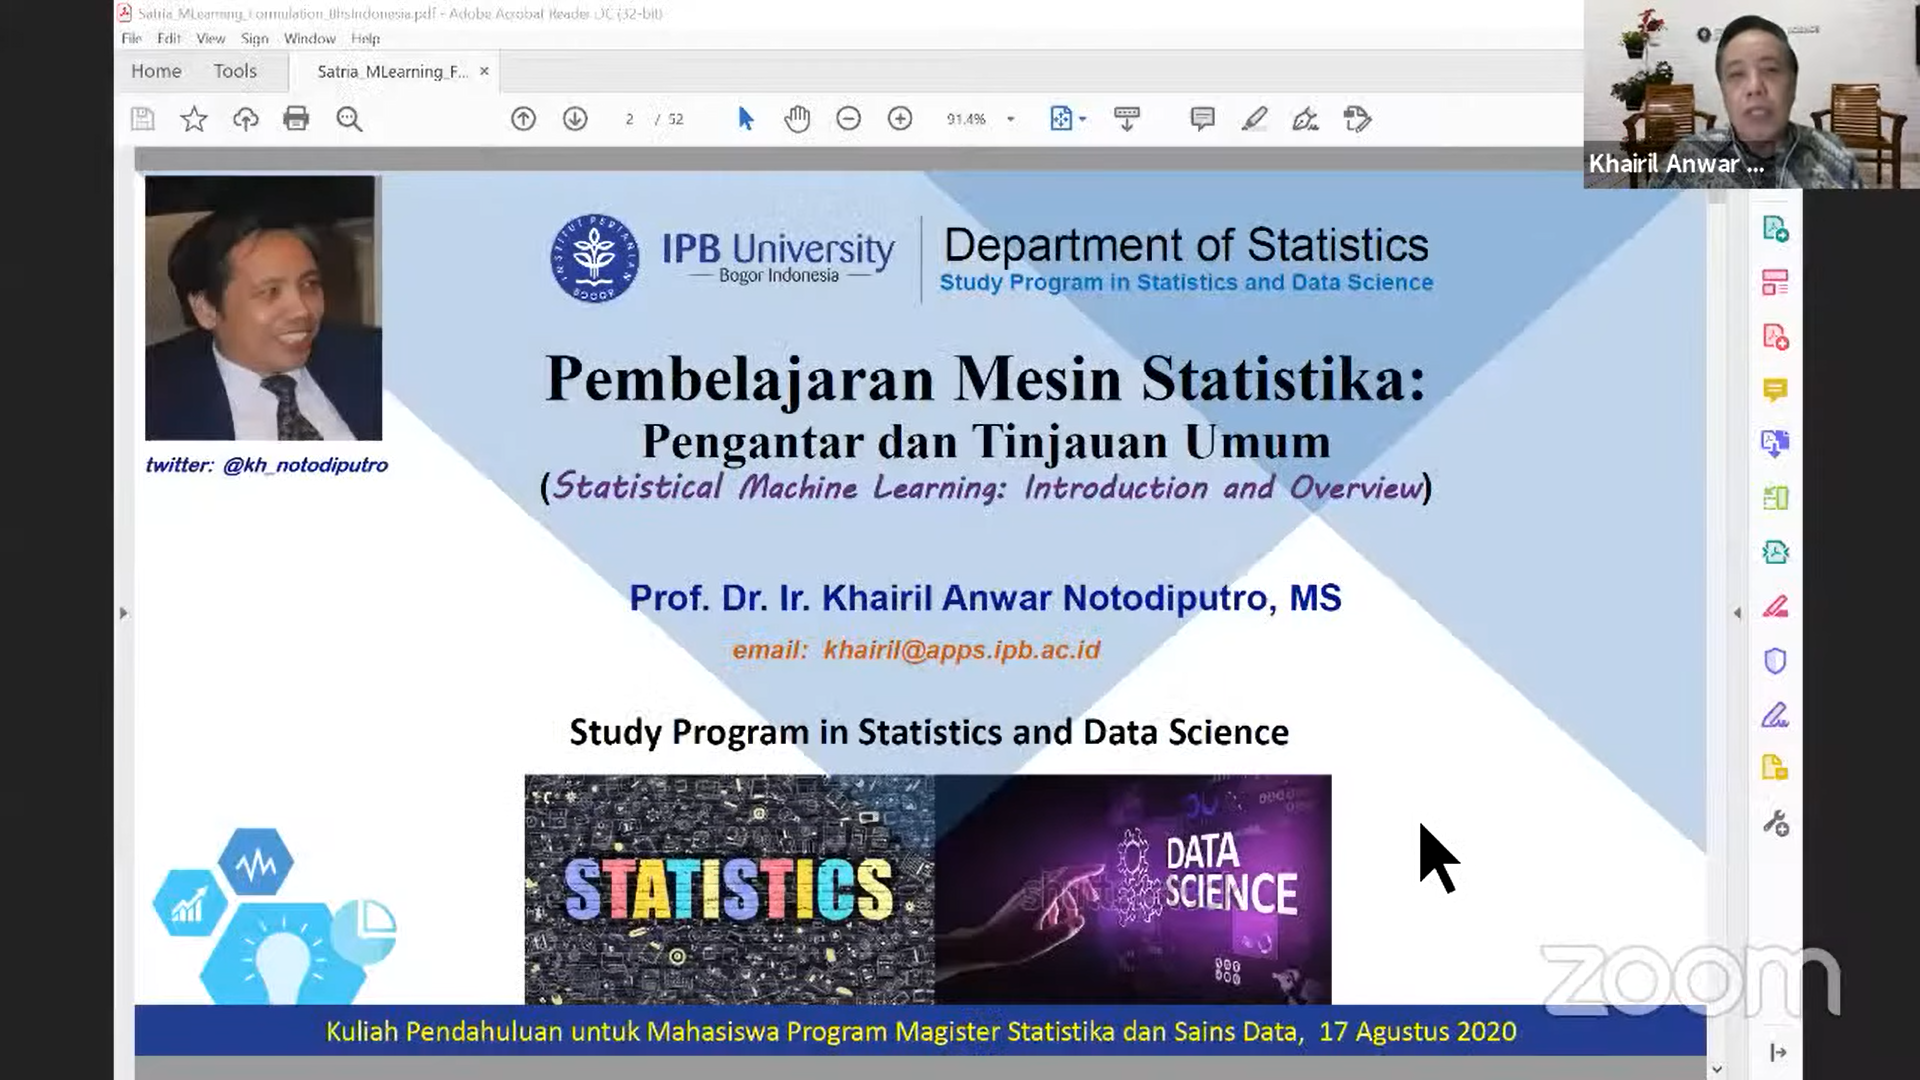 Satria_MLearning_Formulation_BhsIndonesia.pdf - Adobe Acrobat Reader DC (32-bit)
File Edit View Sign Window Help
Home Tools Satria_MLearning_F... ×
2 / 52 91.4%
Khairil Anwar ...
INSTITUT PERTANIAN BOGOR
IPB University
Bogor Indonesia
Department of Statistics
Study Program in Statistics and Data Science
Pembelajaran Mesin Statistika:
Pengantar dan Tinjauan Umum
(Statistical Machine Learning: Introduction and Overview)
twitter: @kh_notodiputro
Prof. Dr. Ir. Khairil Anwar Notodiputro, MS
email: khairil@apps.ipb.ac.id
Study Program in Statistics and Data Science
STATISTICS
DATA
SCIENCE
zoom
Kuliah Pendahuluan untuk Mahasiswa Program Magister Statistika dan Sains Data, 17 Agustus 2020